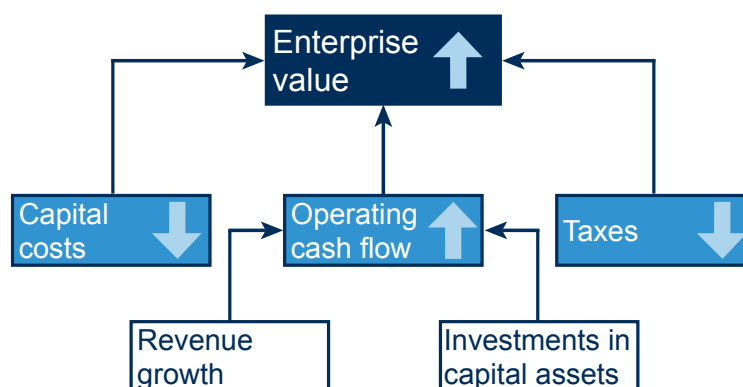 Enterprise
value
Capital
costs
Operating
cash flow
Taxes
Revenue
growth
Investments in
capital assets